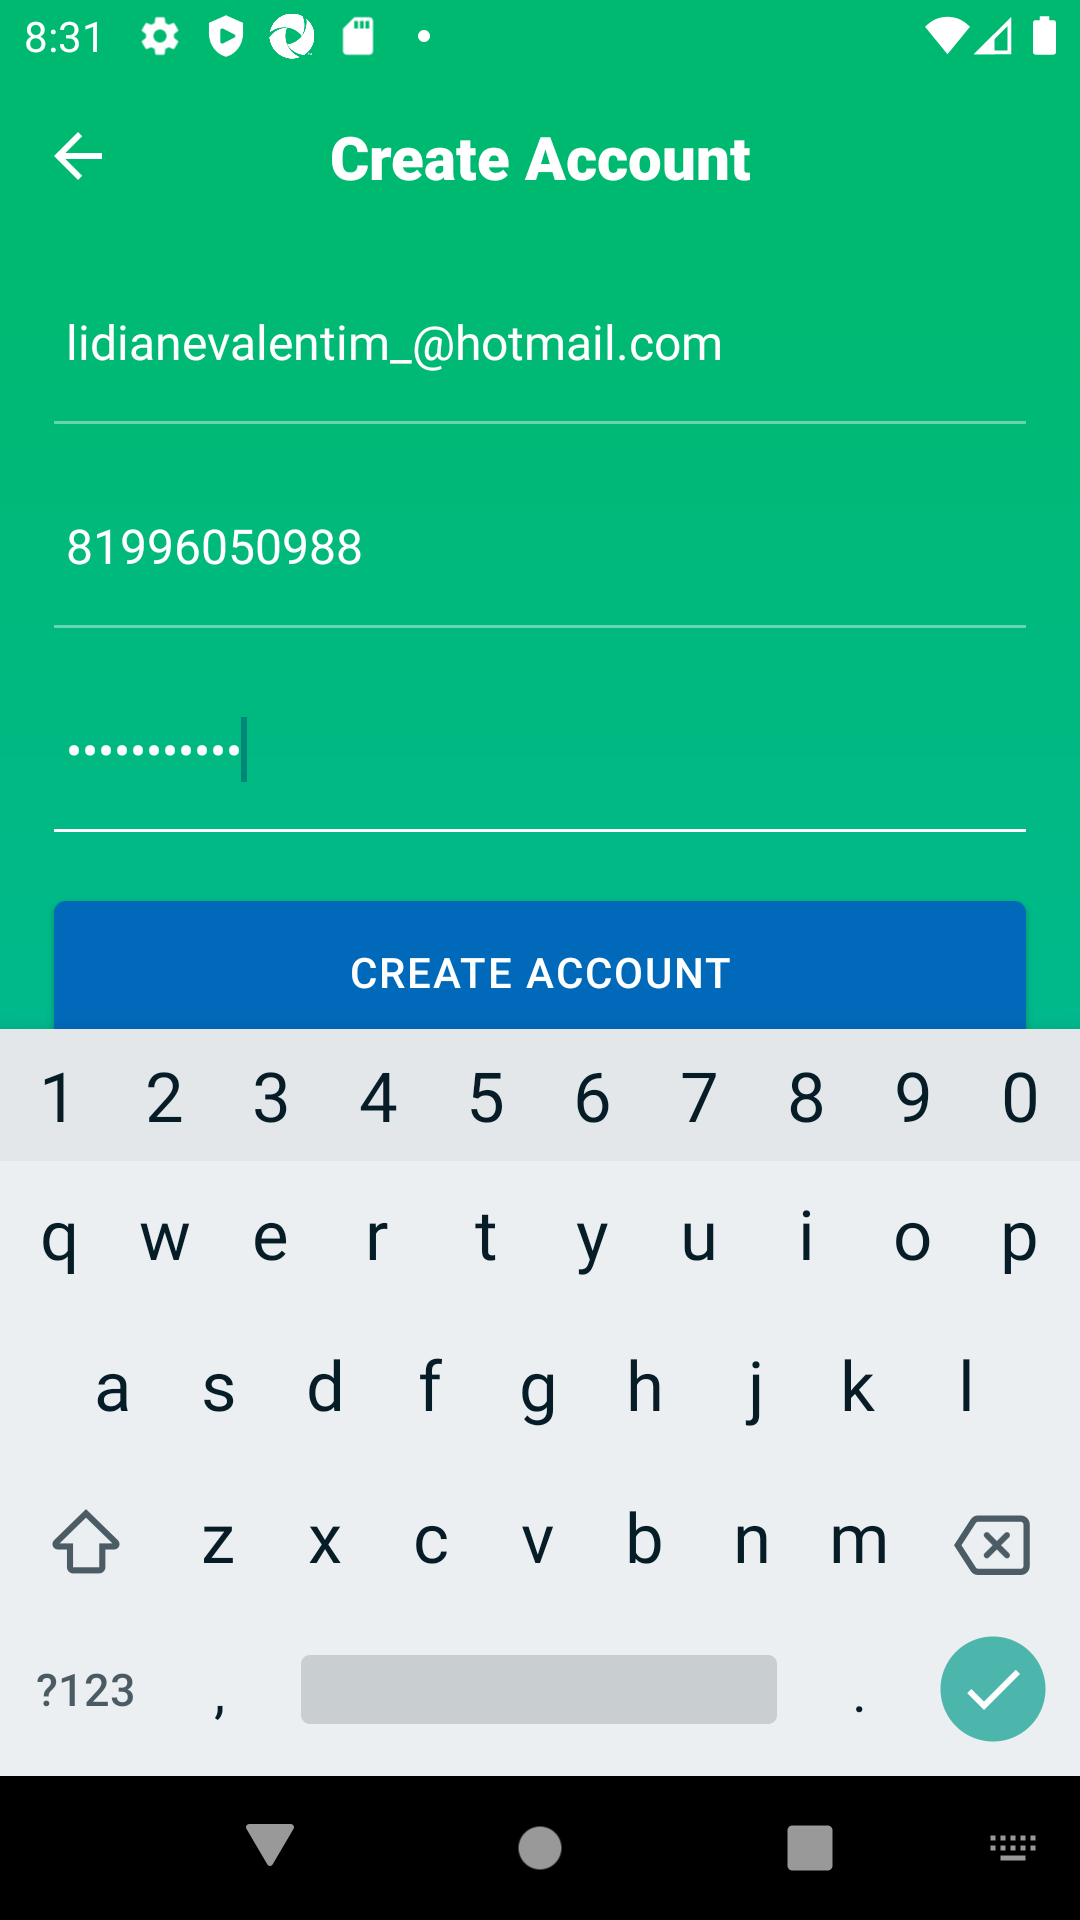 8:31
Create Account
lidianevalentim_@hotmail.com
81996050988
•••••••••••
CREATE ACCOUNT
1 2 3 4 5 6 7 8 9 0
q w e r t y u i o p
a s d f g h j k l
z x c v b n m
?123 , .